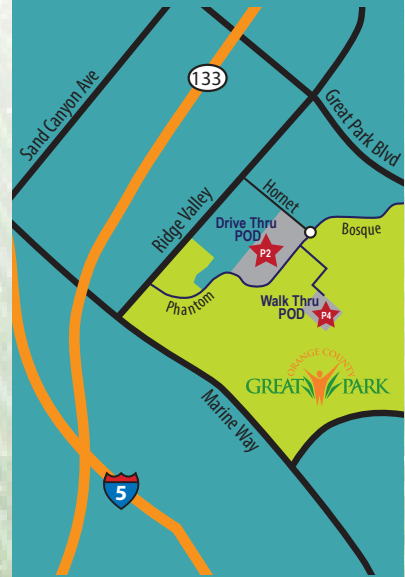 133
Sand Canyon Ave
Great Park Blvd
Ridge Valley
Hornet
Drive Thru
POD
P2
Bosque
Phantom
Walk Thru
POD
P4
ORANGE COUNTY
GREAT PARK
Marine Way
5